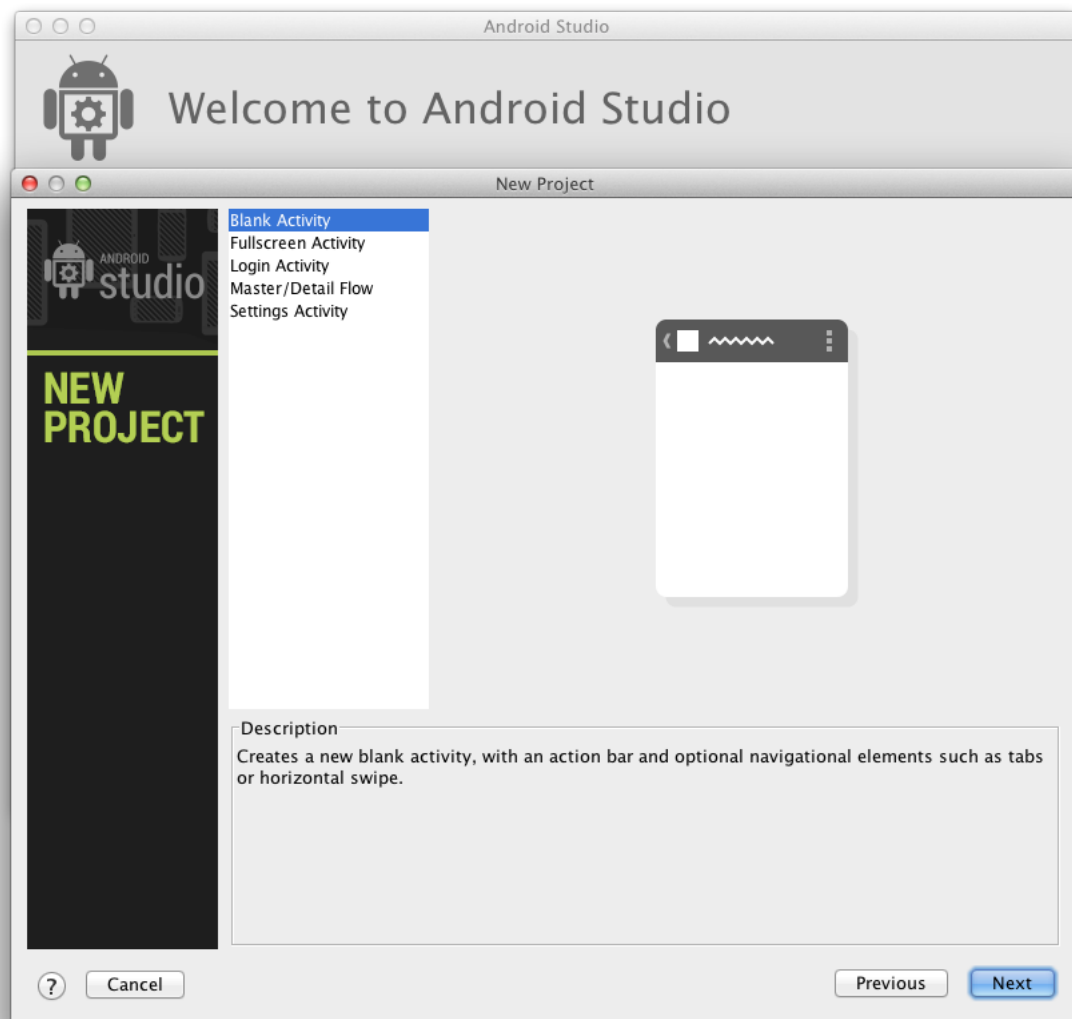 Android Studio
Welcome to Android Studio
New Project
ANDROID
studio
NEW
PROJECT
Blank Activity
Fullscreen Activity
Login Activity
Master/Detail Flow
Settings Activity
Description
Creates a new blank activity, with an action bar and optional navigational elements such as tabs
or horizontal swipe.
?
Cancel
Previous
Next